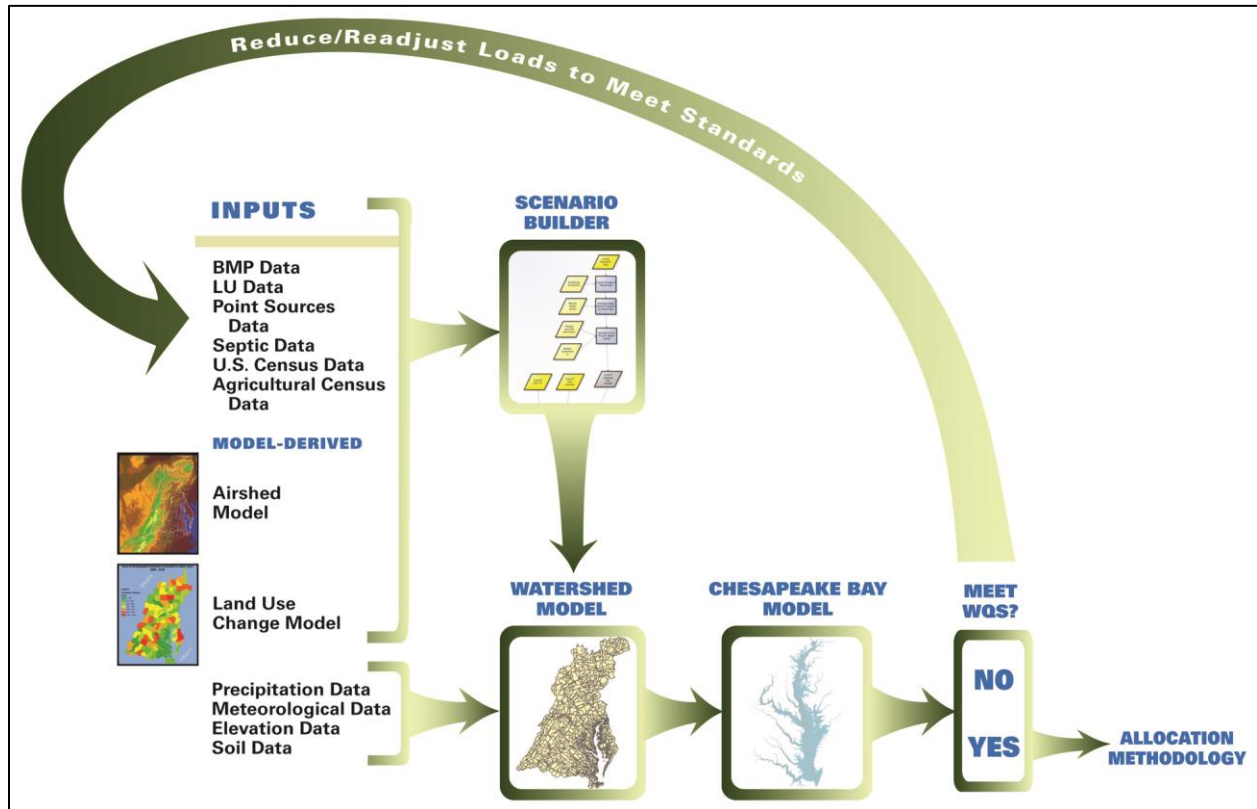 Reduce/Readjust Loads to Meet Standards
INPUTS
BMP Data
LU Data
Point Sources
Data
Septic Data
U.S. Census Data
Agricultural Census
Data
MODEL-DERIVED
Airshed
Model
Land Use
Change Model
Precipitation Data
Meteorological Data
Elevation Data
Soil Data
SCENARIO
BUILDER
WATERSHED
MODEL
CHESAPEAKE BAY
MODEL
MEET
WQS?
NO
YES
ALLOCATION
METHODOLOGY